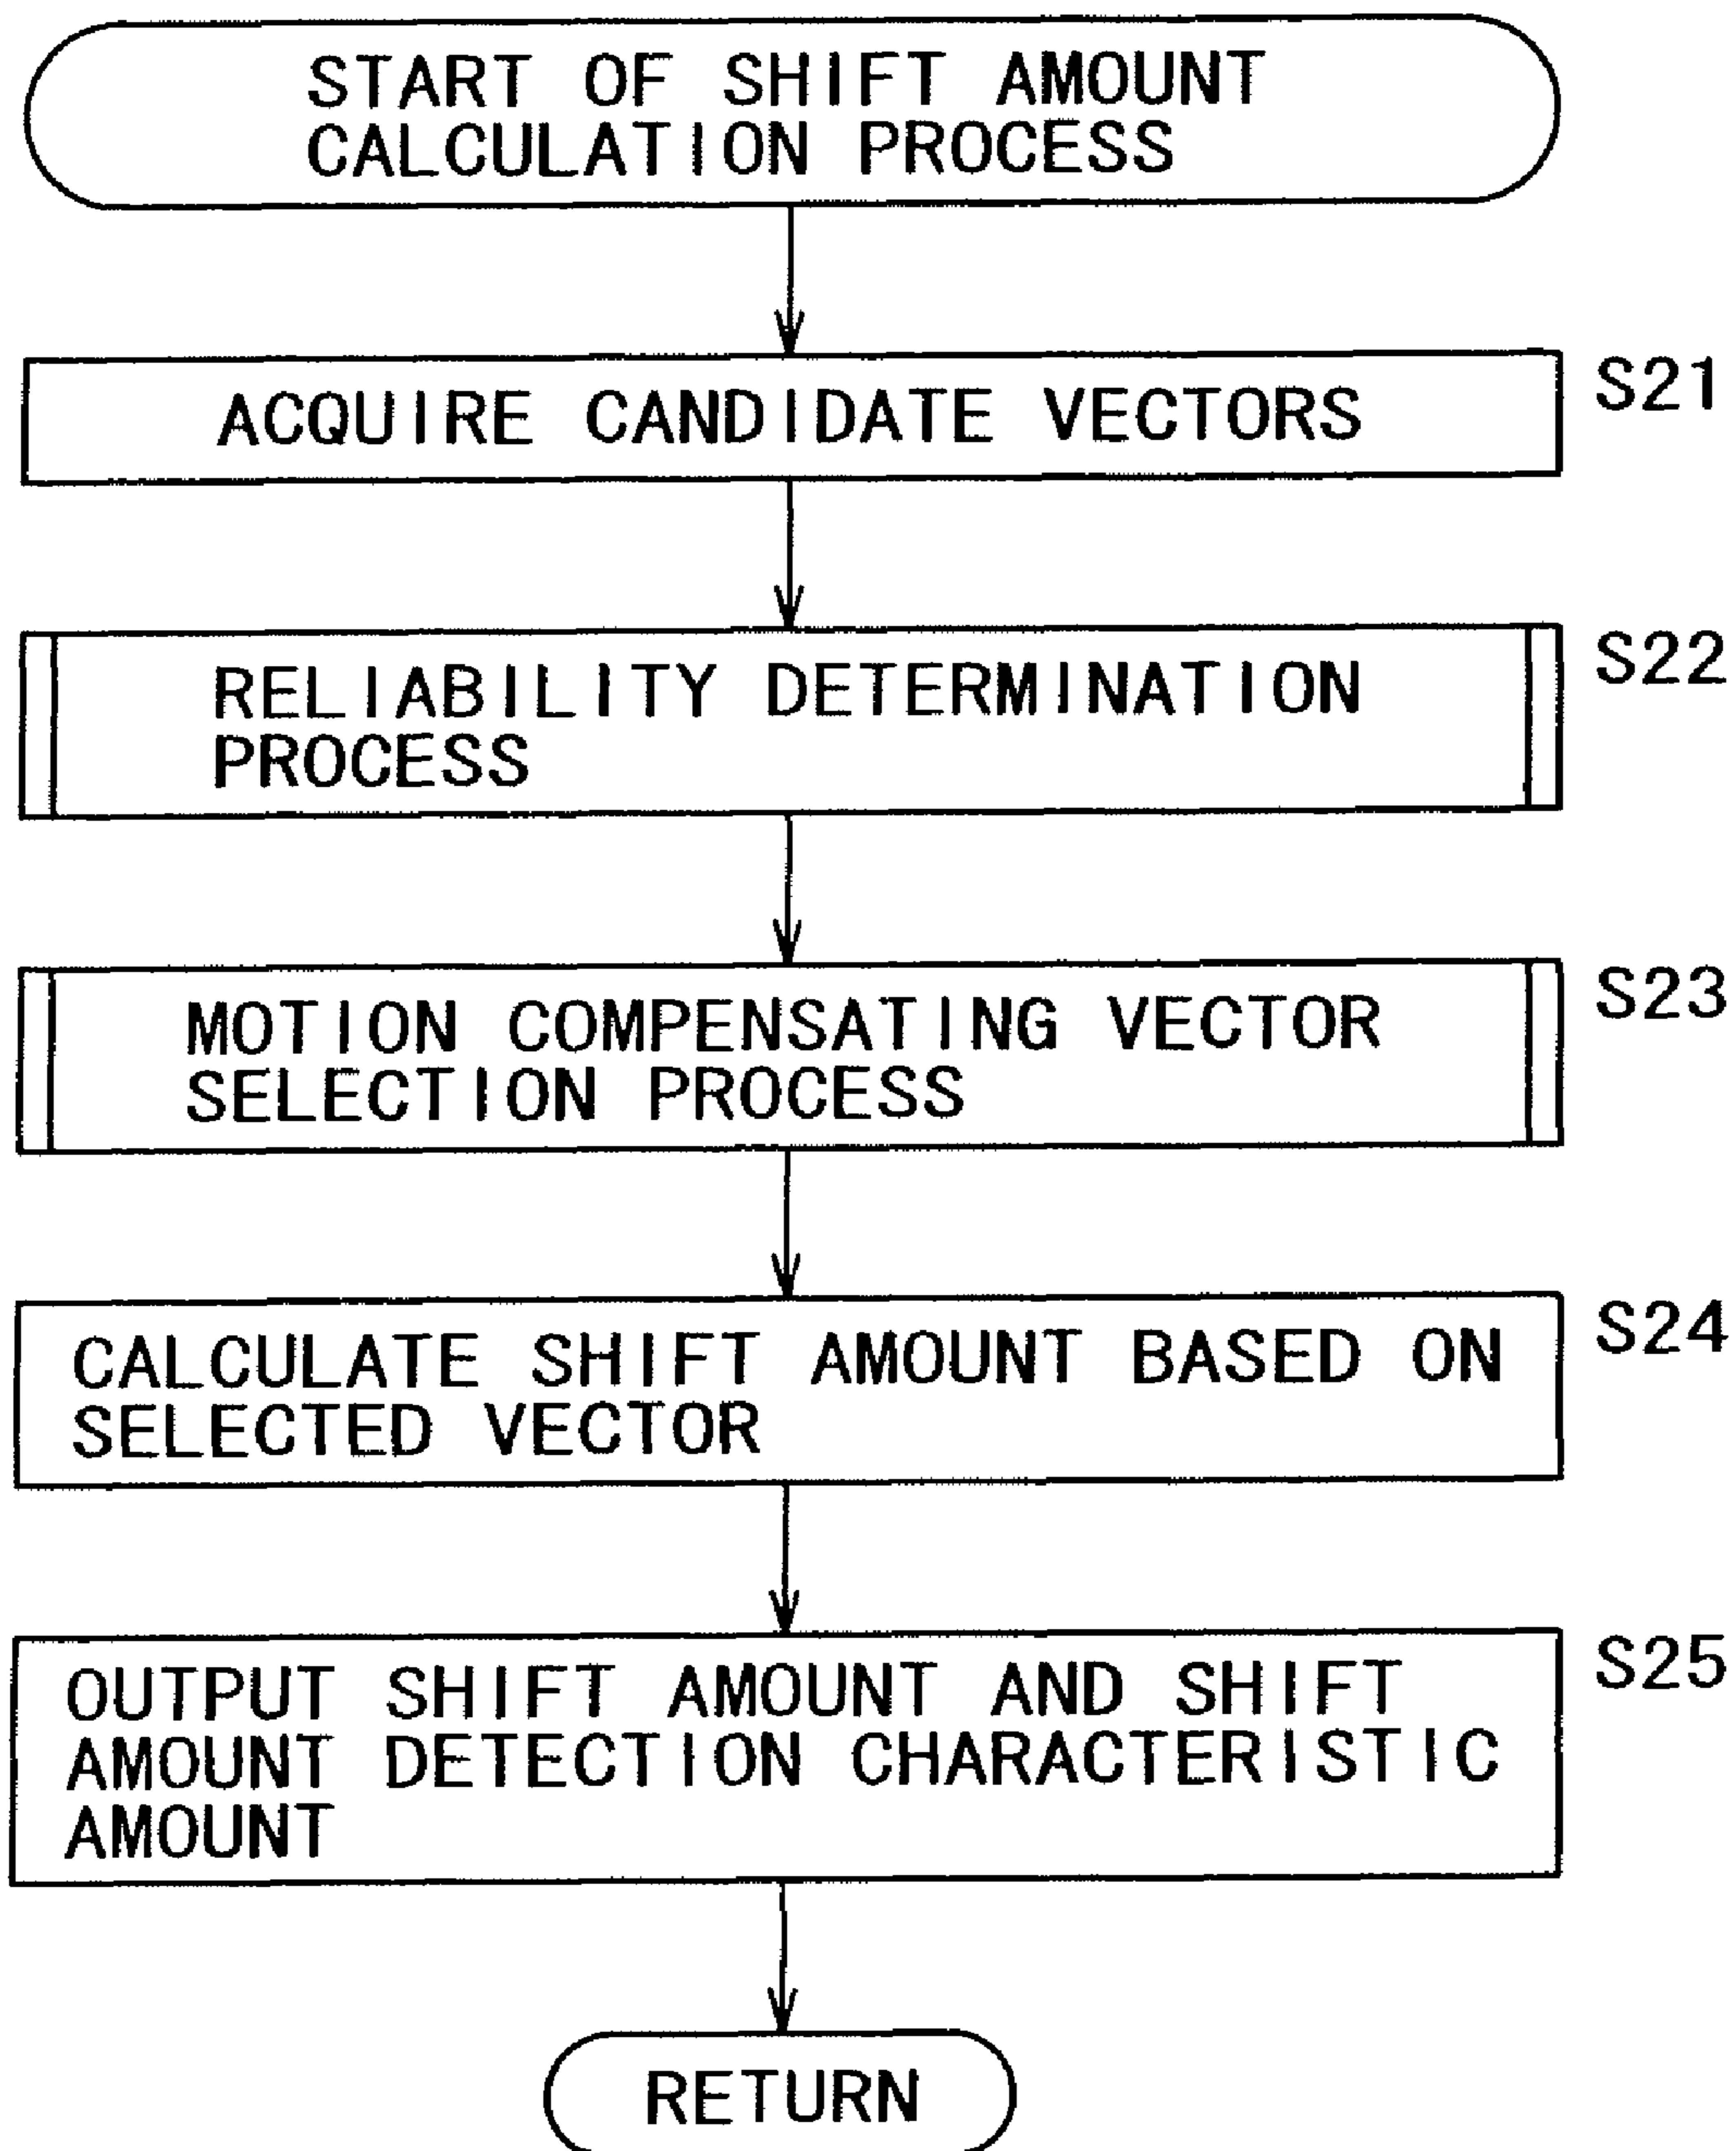 START OF SHIFT AMOUNT
CALCULATION PROCESS
ACQUIRE CANDIDATE VECTORS
S21
RELIABILITY DETERMINATION
PROCESS
S22
MOTION COMPENSATING VECTOR
SELECTION PROCESS
S23
CALCULATE SHIFT AMOUNT BASED ON
SELECTED VECTOR
S24
OUTPUT SHIFT AMOUNT AND SHIFT
AMOUNT DETECTION CHARACTERISTIC
AMOUNT
S25
RETURN